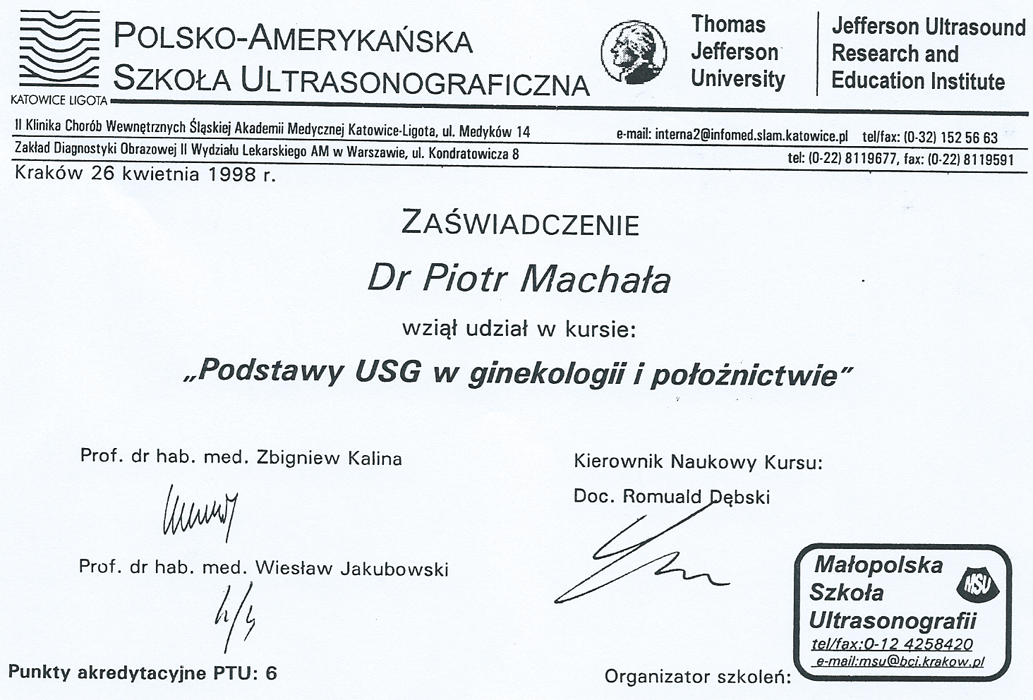 POLSKO-AMERYKAŃSKA
SZKOŁA ULTRASONOGRAFICZNA
KATOWICE LIGOTA
Thomas
Jefferson
University
Jefferson Ultrasound
Research and
Education Institute
II Klinika Chorób Wewnętrznych Śląskiej Akademii Medycznej Katowice-Ligota, ul. Medyków 14 e-mail: interna2@infomed.slam.katowice.pl tel/fax: (0-32) 152 56 63
Zakład Diagnostyki Obrazowej II Wydziału Lekarskiego AM w Warszawie, ul. Kondratowicza 8 tel: (0-22) 8119677, fax: (0-22) 8119591
Kraków 26 kwietnia 1998 r.
ZAŚWIADCZENIE
Dr Piotr Machała
wziął udział w kursie:
„Podstawy USG w ginekologii i położnictwie”
Prof. dr hab. med. Zbigniew Kalina
Kierownik Naukowy Kursu:
Doc. Romuald Dębski
Prof. dr hab. med. Wiesław Jakubowski
Małopolska
Szkoła
Ultrasonografii
MSU
tel/fax:0-12 4258420
e-mail:msu@bci.krakow.pl
Punkty akredytacyjne PTU: 6
Organizator szkoleń: